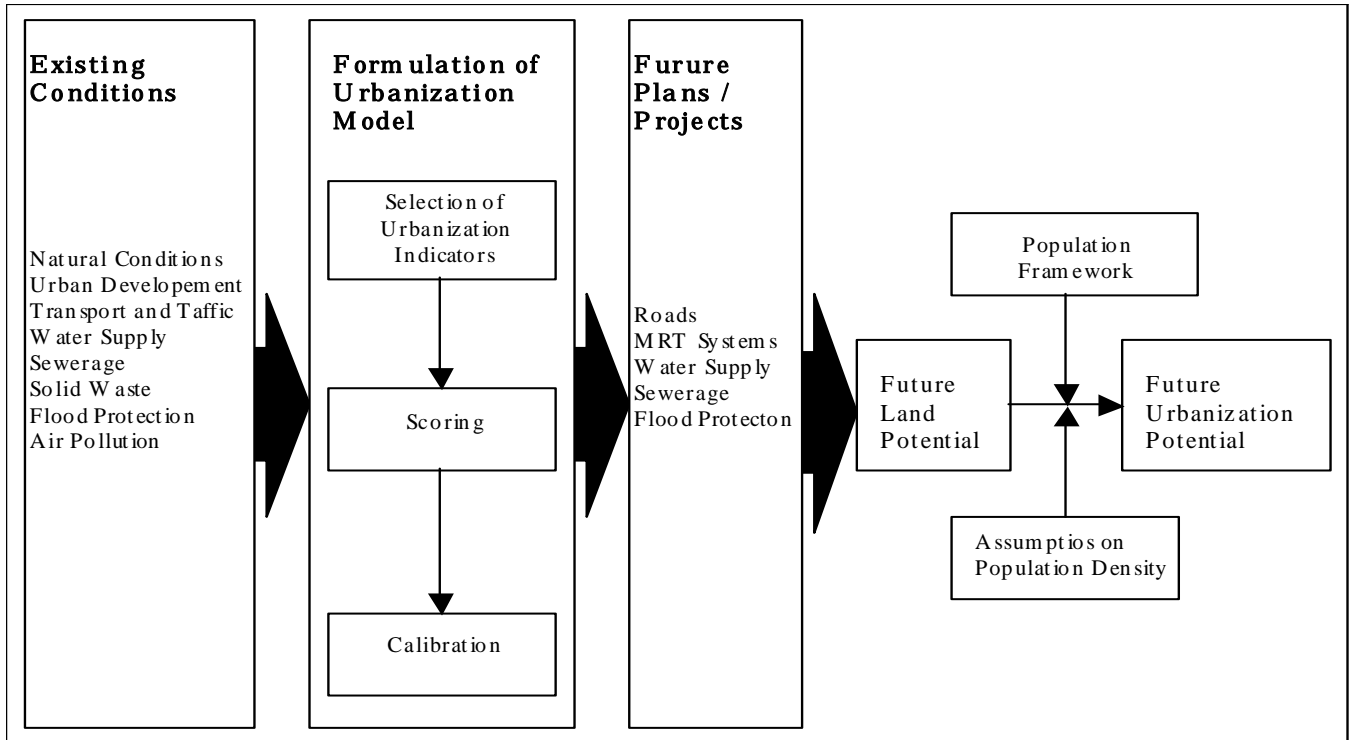 Existing
Conditions
Natural Conditions
Urban Developement
Transport and Taffic
Water Supply
Sewerage
Solid Waste
Flood Protection
Air Pollution
Formulation of
Urbanization
Model
Selection of
Urbanization
Indicators
Scoring
Calibration
Furure
Plans /
Projects
Roads
MRT Systems
Water Supply
Sewerage
Flood Protecton
Population
Framework
Future
Land
Potential
Future
Urbanization
Potential
Assumptios on
Population Density